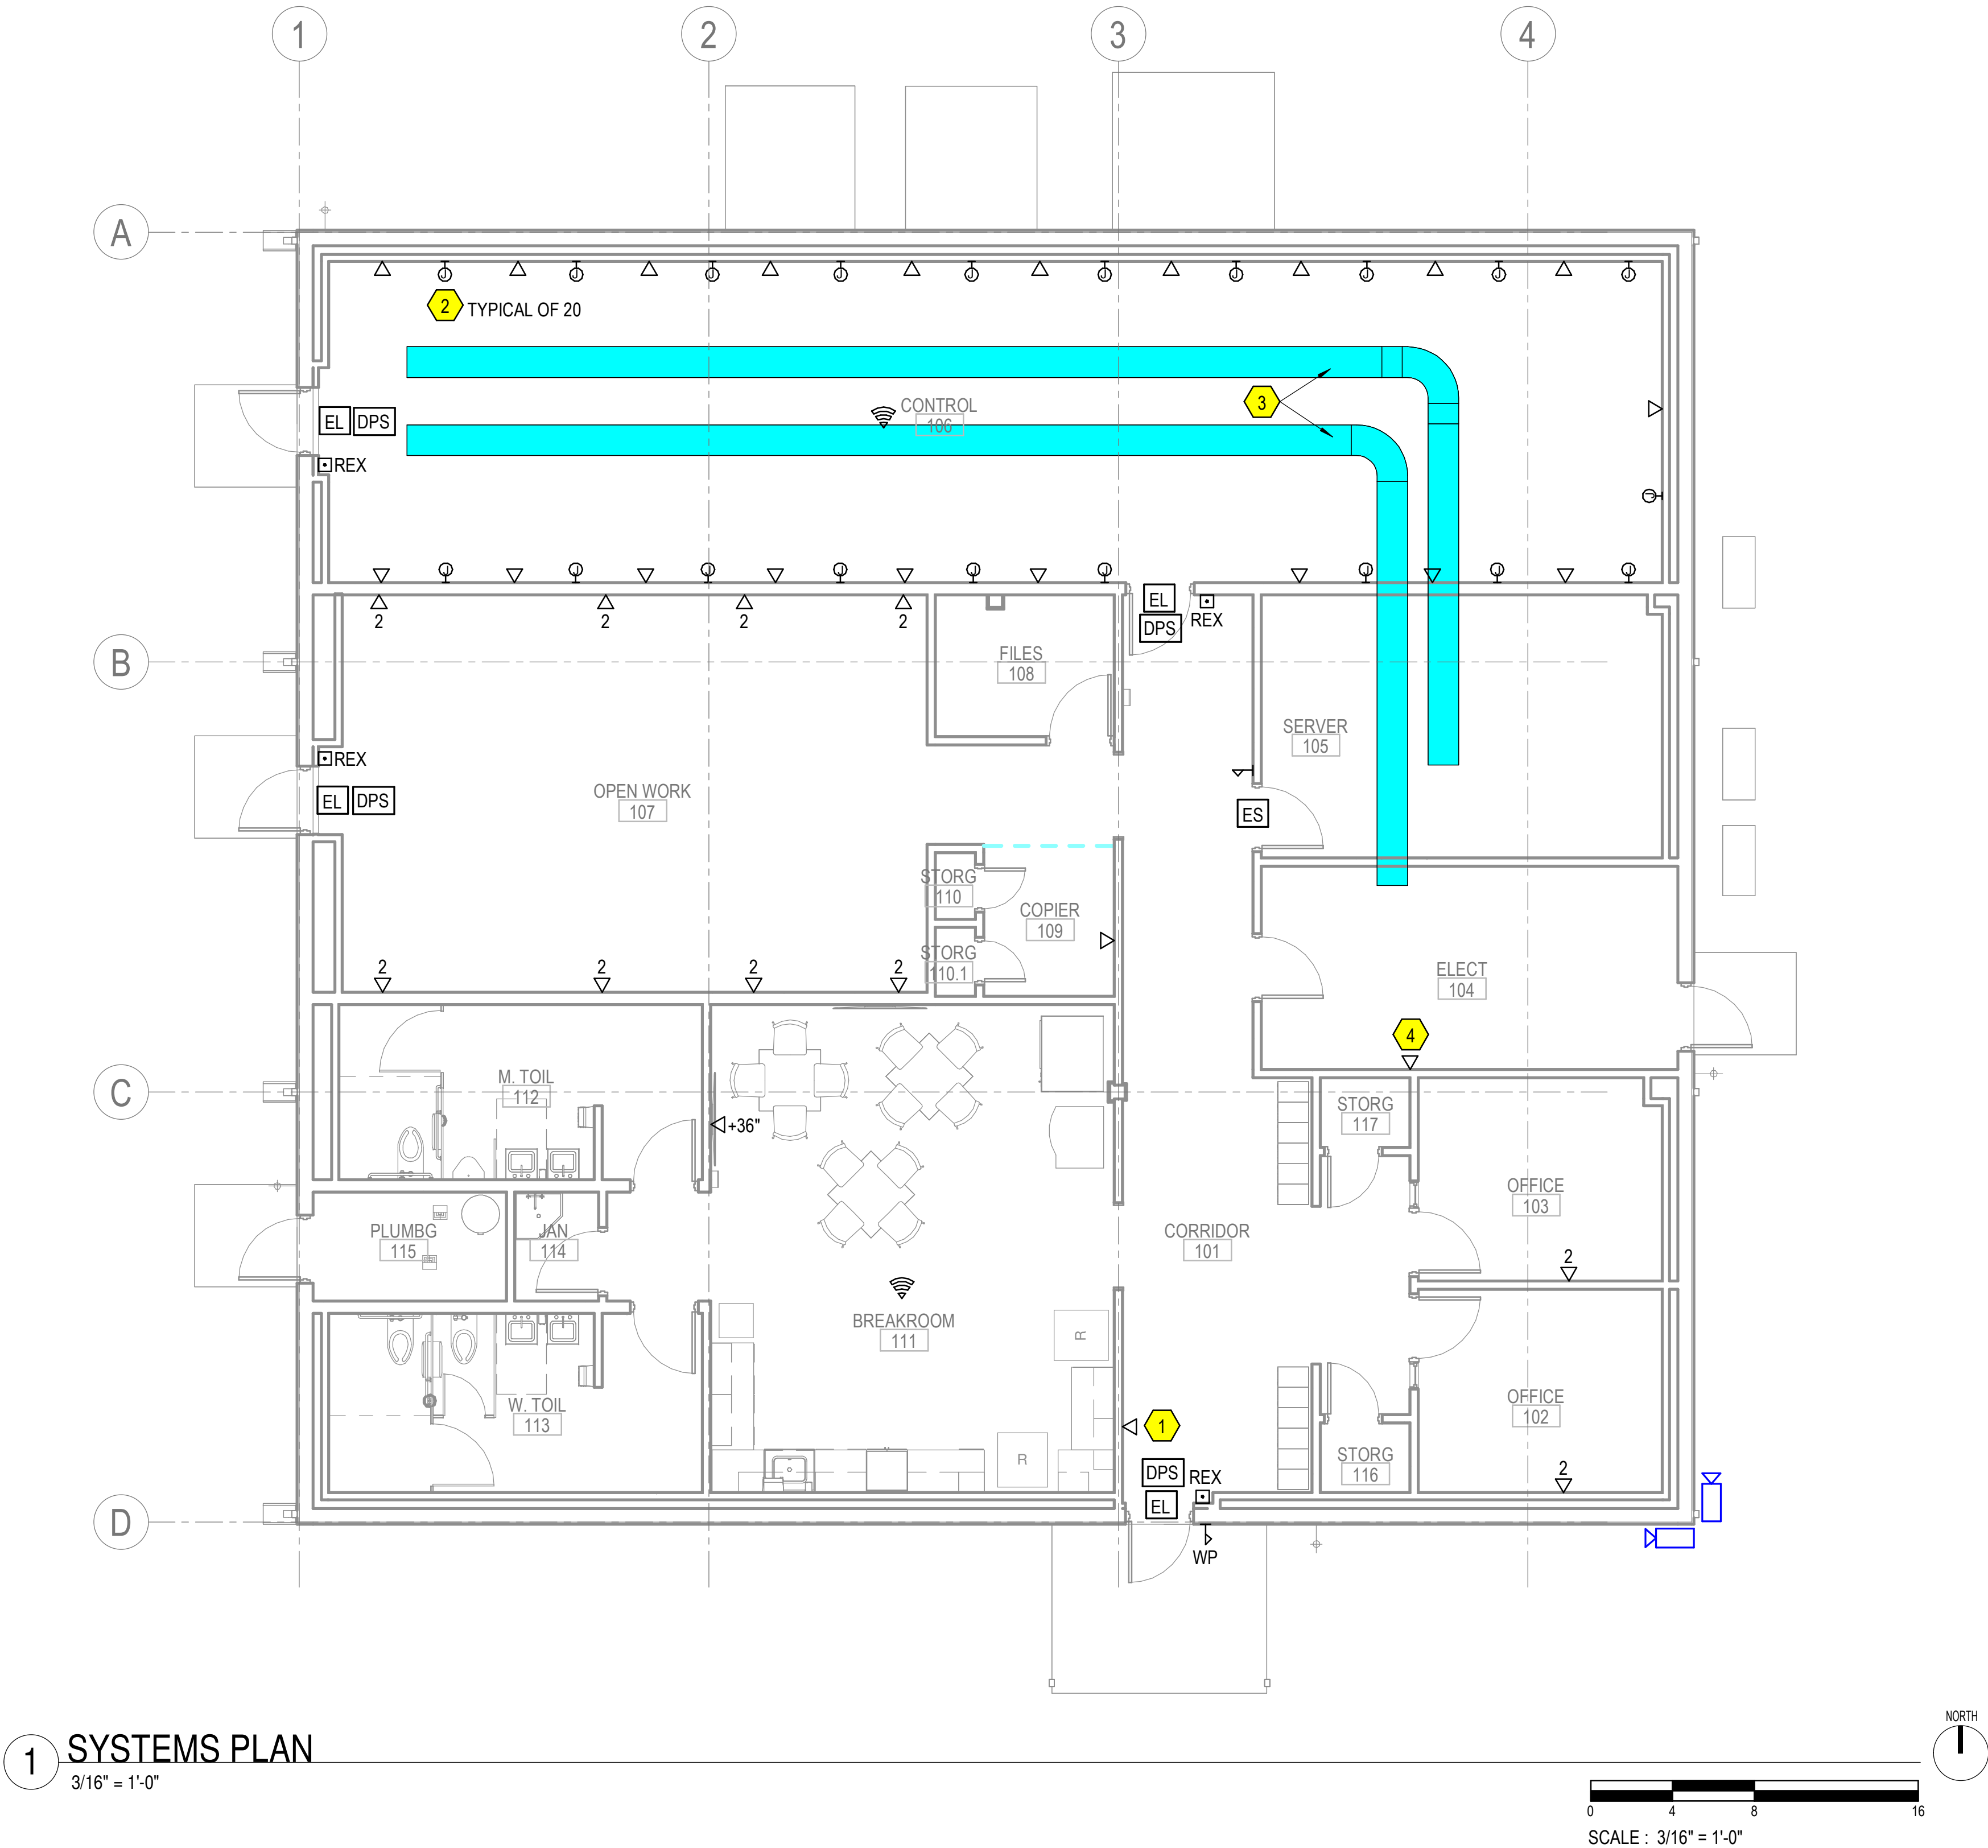 1
2
3
4
A
J J J J J J J J J J
2 TYPICAL OF 20
3
CONTROL
106
EL DPS
REX
J
J J J J J J J J J
EL
DPS
REX
2 2 2 2
B
FILES
108
SERVER
105
REX
EL DPS
OPEN WORK
107
ES
STORG
110
COPIER
109
STORG
110.1
2 2 2 2
ELECT
104
4
C
M. TOIL
112
+36"
STORG
117
OFFICE
103
PLUMBG
115
JAN
114
CORRIDOR
101
2
BREAKROOM
111
R
W. TOIL
113
OFFICE
102
1
R
STORG
116
DPS REX
EL
2
D
WP
NORTH
1 SYSTEMS PLAN
3/16" = 1'-0"
0 4 8 16
SCALE : 3/16" = 1'-0"